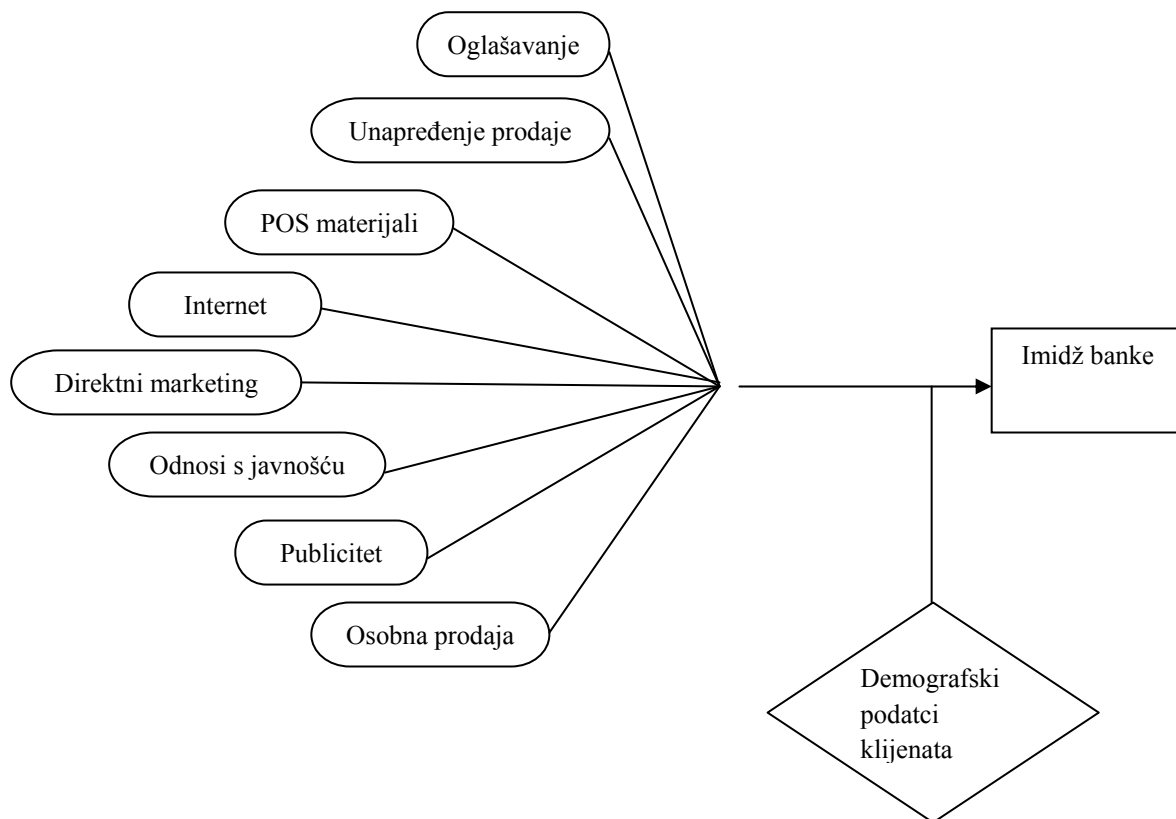 Oglašavanje
Unapređenje prodaje
POS materijali
Internet
Direktni marketing
Odnosi s javnošću
Publicitet
Osobna prodaja
Imidž banke
Demografski
podatci
klijenata